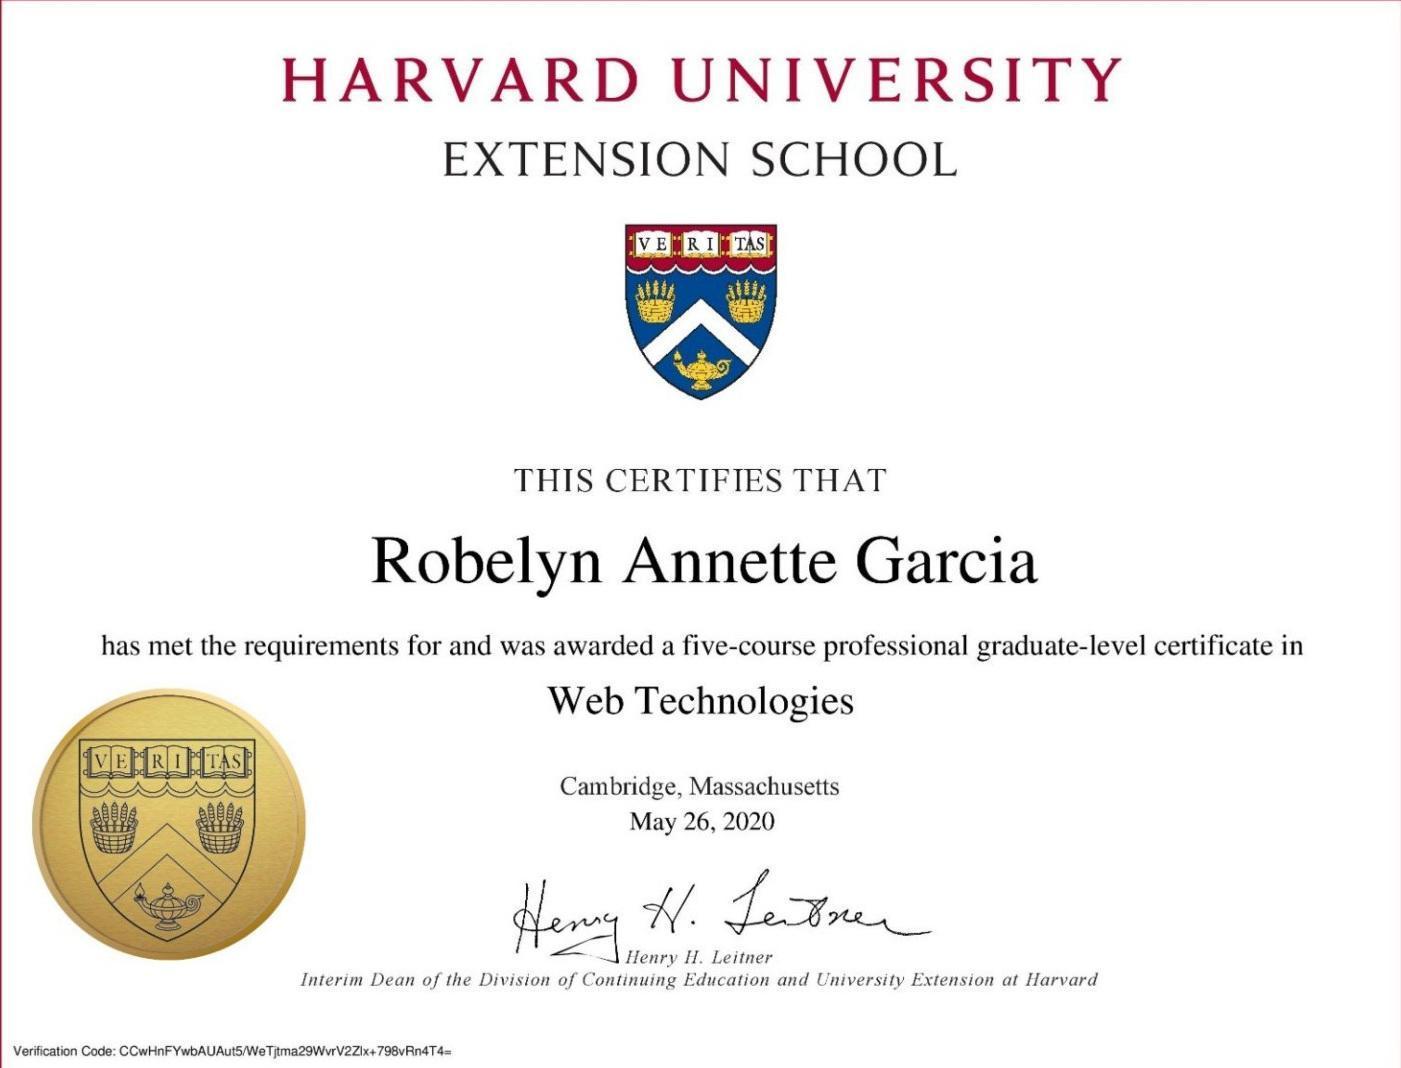 HARVARD UNIVERSITY
EXTENSION SCHOOL
VE RI TAS
THIS CERTIFIES THAT
Robelyn Annette Garcia
has met the requirements for and was awarded a five-course professional graduate-level certificate in
Web Technologies
VE RI TAS
Cambridge, Massachusetts
May 26, 2020
Henry H. Leitner
Henry H. Leitner
Interim Dean of the Division of Continuing Education and University Extension at Harvard
Verification Code: CCwHnFYwbAUAut5/WeTjtma29WvrV2Zlx+798vRn4T4=